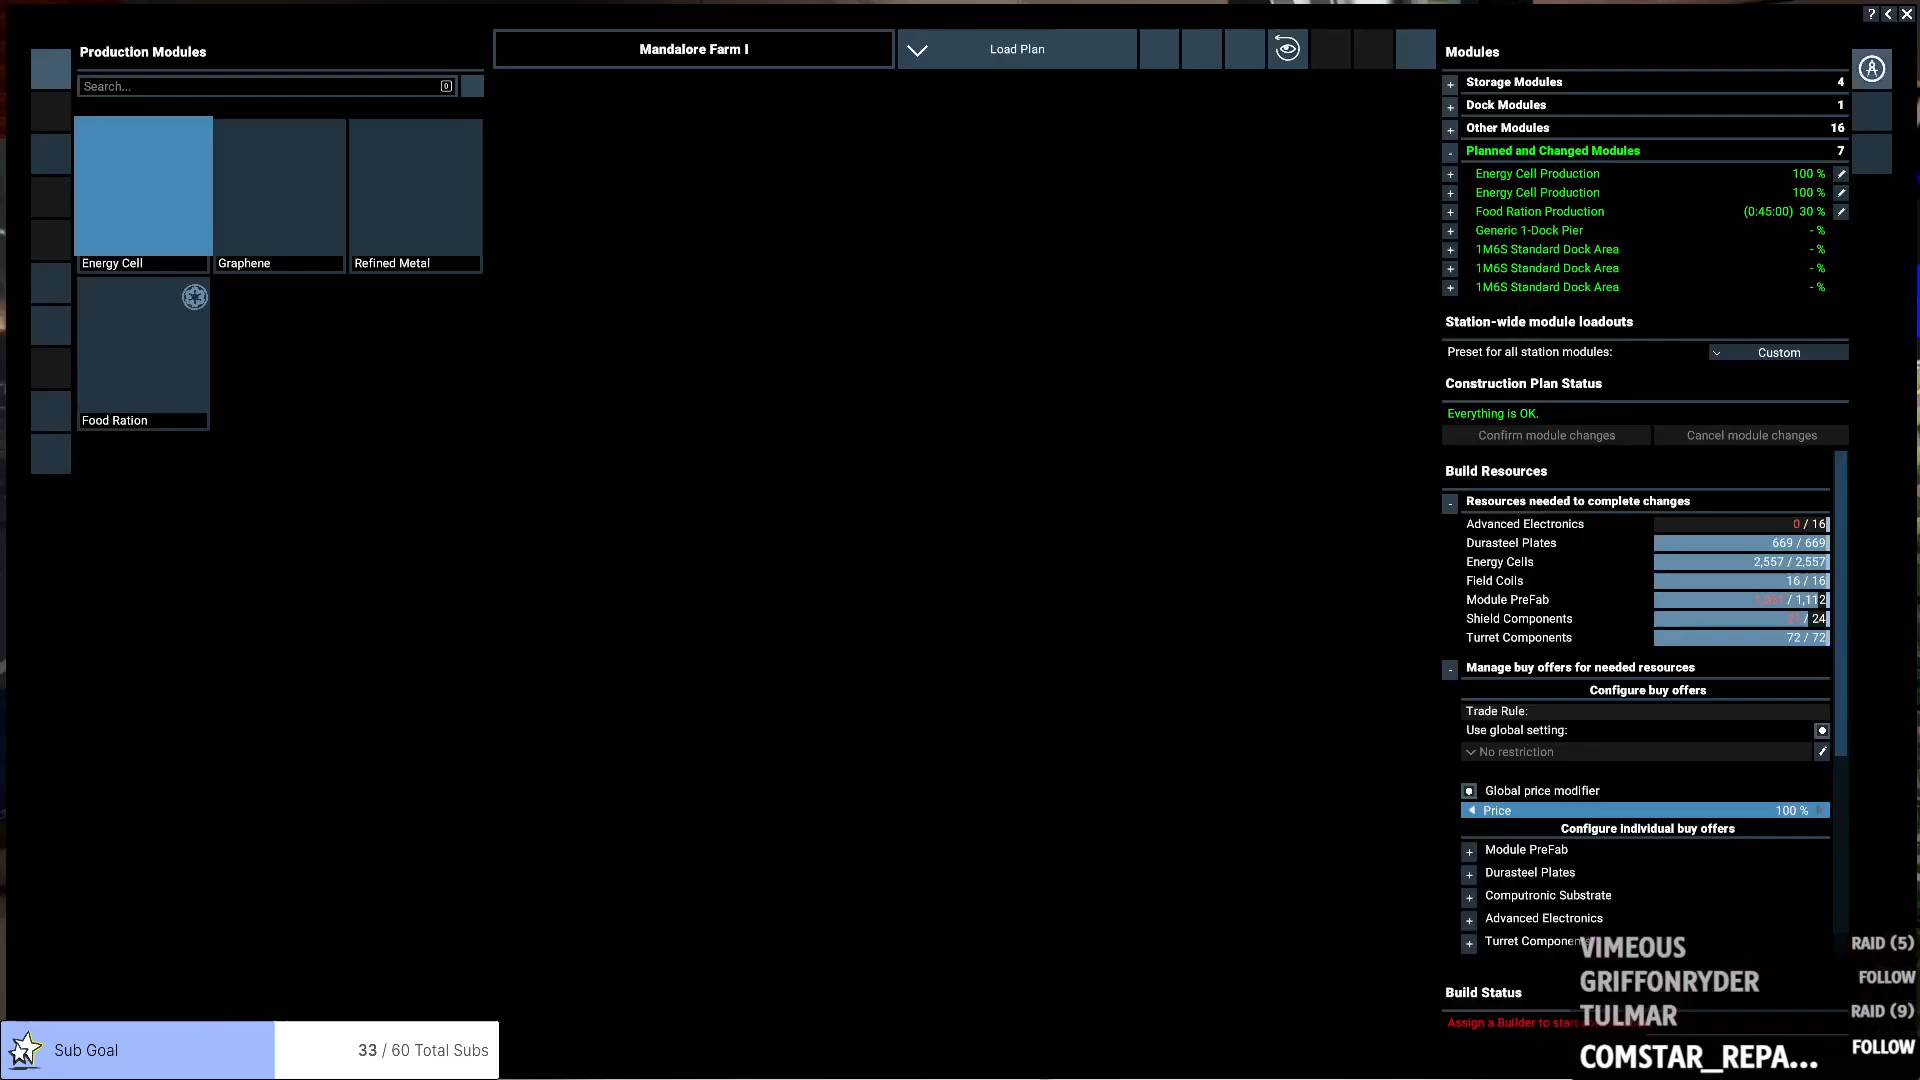 Production Modules
Search...
0
Energy Cell
Graphene
Refined Metal
Food Ration
Mandalore Farm I
Load Plan
?
Modules
+ Storage Modules 4
+ Dock Modules 1
+ Other Modules 16
- Planned and Changed Modules 7
+ Energy Cell Production 100 %
+ Energy Cell Production 100 %
+ Food Ration Production (0:45:00) 30 %
+ Generic 1-Dock Pier - %
+ 1M6S Standard Dock Area - %
+ 1M6S Standard Dock Area - %
+ 1M6S Standard Dock Area - %
Station-wide module loadouts
Preset for all station modules: Custom
Construction Plan Status
Everything is OK.
Confirm module changes
Cancel module changes
Build Resources
- Resources needed to complete changes
Advanced Electronics 0 / 16
Durasteel Plates 669 / 669
Energy Cells 2,557 / 2,557
Field Coils 16 / 16
Module PreFab / 1,112
Shield Components / 24
Turret Components 72 / 72
- Manage buy offers for needed resources
Configure buy offers
Trade Rule:
Use global setting:
No restriction
Global price modifier
Price 100 %
Configure individual buy offers
+ Module PreFab
+ Durasteel Plates
+ Computronic Substrate
+ Advanced Electronics
+ Turret
Build Status
Assign a Builder to start
VIMEOUS RAID (5)
GRIFFONRYDER FOLLOW
TULMAR RAID (9)
COMSTAR_REPA... FOLLOW
Sub Goal
33 / 60 Total Subs